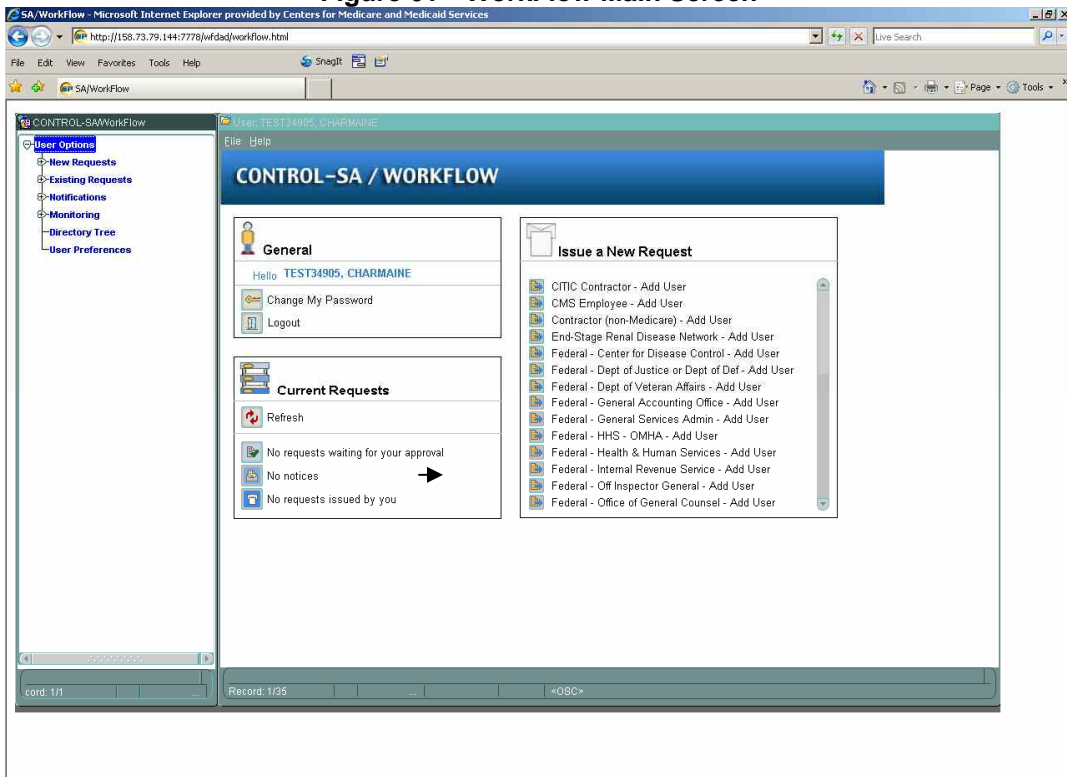 SA/WorkFlow - Microsoft Internet Explorer provided by Centers for Medicare and Medicaid Services
http://158.73.79.144:7778/wfdad/workflow.html
Live Search
File Edit View Favorites Tools Help
SnagIt
SA/WorkFlow
Page
Tools
CONTROL-SA/WorkFlow
User Options
New Requests
Existing Requests
Notifications
Monitoring
Directory Tree
User Preferences
cord: 1/1
...
User: TEST34905, CHARMAINE
File Help
CONTROL-SA / WORKFLOW
General
Hello TEST34905, CHARMAINE
Change My Password
Logout
Current Requests
Refresh
No requests waiting for your approval
No notices
No requests issued by you
Issue a New Request
CITIC Contractor - Add User
CMS Employee - Add User
Contractor (non-Medicare) - Add User
End-Stage Renal Disease Network - Add User
Federal - Center for Disease Control - Add User
Federal - Dept of Justice or Dept of Def - Add User
Federal - Dept of Veteran Affairs - Add User
Federal - General Accounting Office - Add User
Federal - General Services Admin - Add User
Federal - HHS - OMHA - Add User
Federal - Health & Human Services - Add User
Federal - Internal Revenue Service - Add User
Federal - Off Inspector General - Add User
Federal - Office of General Counsel - Add User
Record: 1/35
...
<OSC>